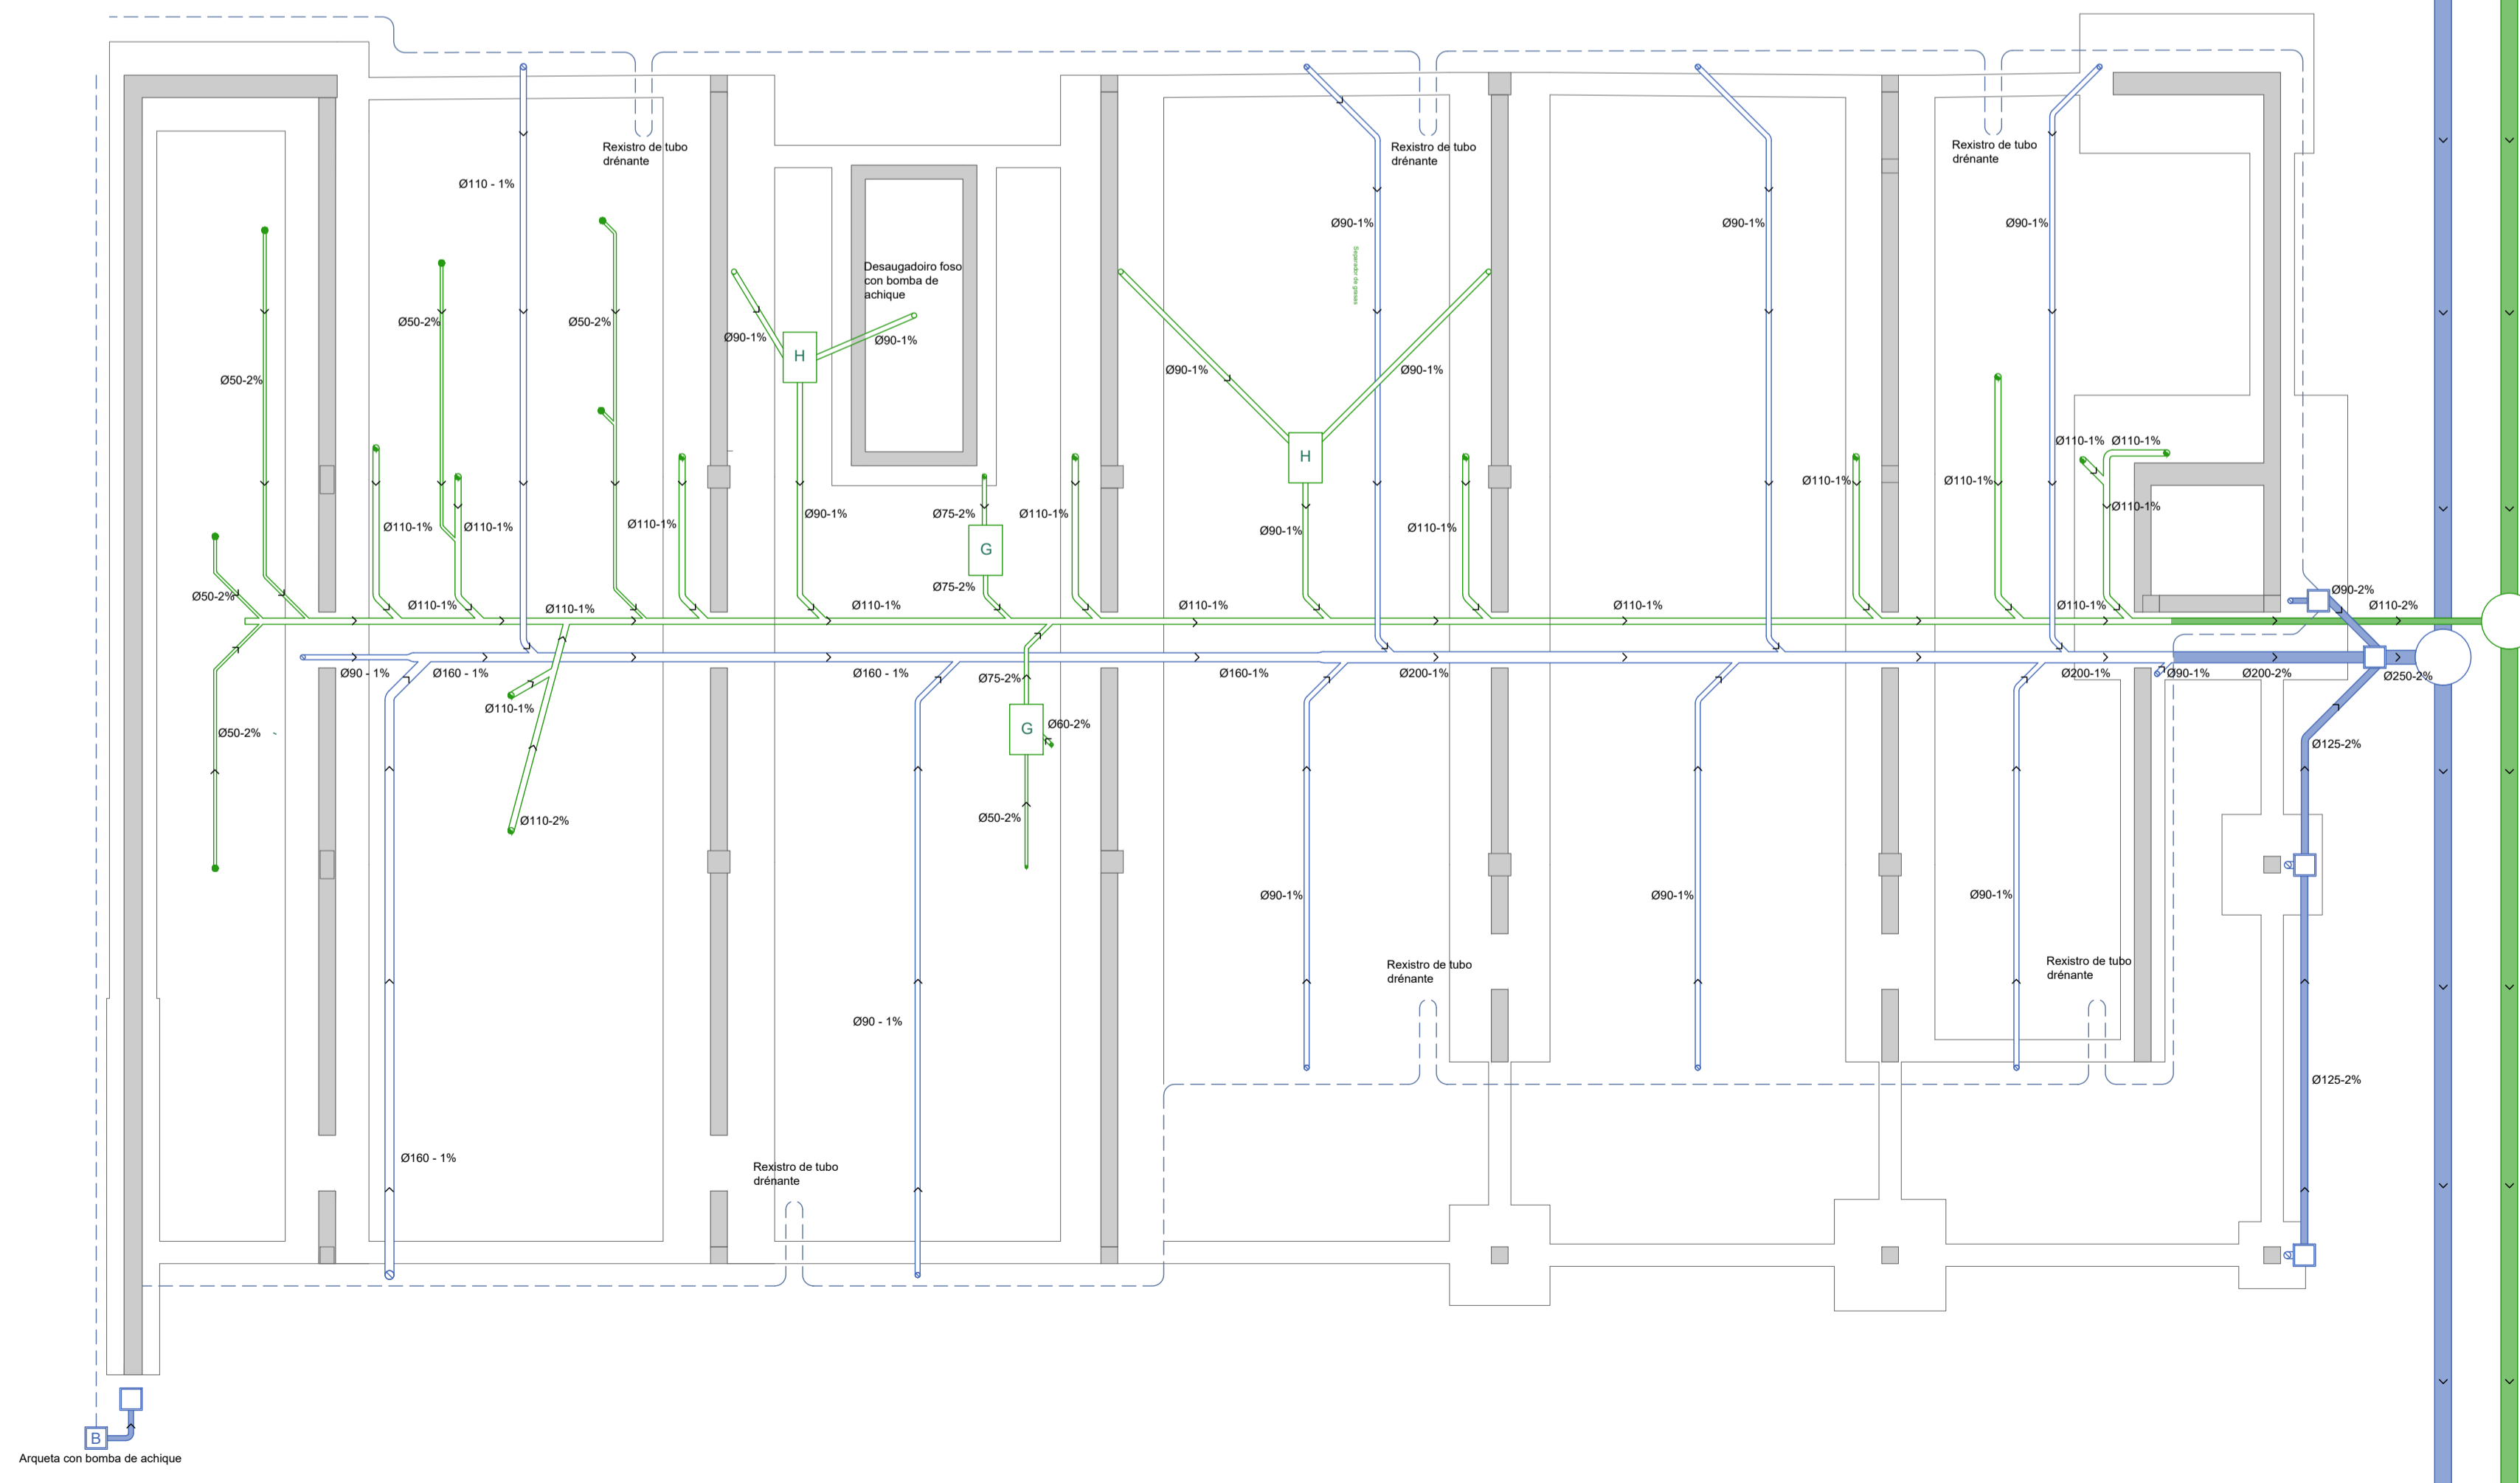 Rexistro de tubo
drénante
Rexistro de tubo
drénante
Rexistro de tubo
drénante
Ø110 - 1%
Ø90-1%
Ø90-1%
Ø90-1%
Separador de graxas
Desaugadoiro foso
con bomba de
achique
Ø50-2%
Ø50-2%
Ø90-1%
Ø90-1%
H
Ø50-2%
Ø90-1%
Ø90-1%
H
Ø110-1%
Ø110-1%
Ø110-1%
Ø110-1%
Ø110-1%
Ø110-1%
Ø110-1%
Ø110-1%
Ø90-1%
Ø75-2%
Ø110-1%
Ø90-1%
Ø110-1%
G
Ø75-2%
Ø50-2%
Ø110-1%
Ø110-1%
Ø110-1%
Ø110-1%
Ø110-1%
Ø110-1%
Ø90-2%
Ø110-2%
Ø90 - 1%
Ø160 - 1%
Ø160 - 1%
Ø75-2%
Ø160-1%
Ø200-1%
Ø200-1%
Ø90-1%
Ø200-2%
Ø250-2%
Ø110-1%
Ø50-2%
G
Ø60-2%
Ø125-2%
Ø110-2%
Ø50-2%
Ø90-1%
Ø90-1%
Ø90-1%
Rexistro de tubo
drénante
Rexistro de tubo
drénante
Ø90 - 1%
Ø125-2%
Ø160 - 1%
Rexistro de tubo
drénante
B
Arqueta con bomba de achique